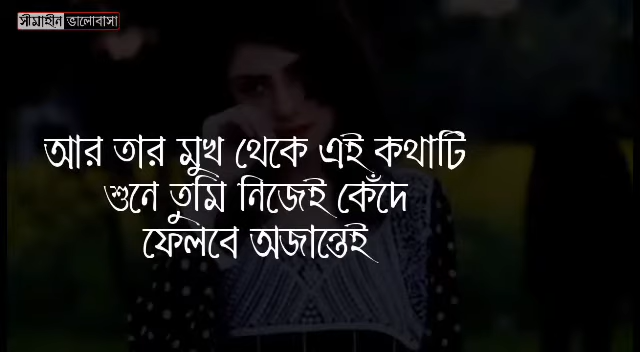 সীমাহীন ভালোবাসা
আর তার মুখ থেকে এই কথাটি
শুনে তুমি নিজেই কেঁদে
ফেলবে অজান্তেই